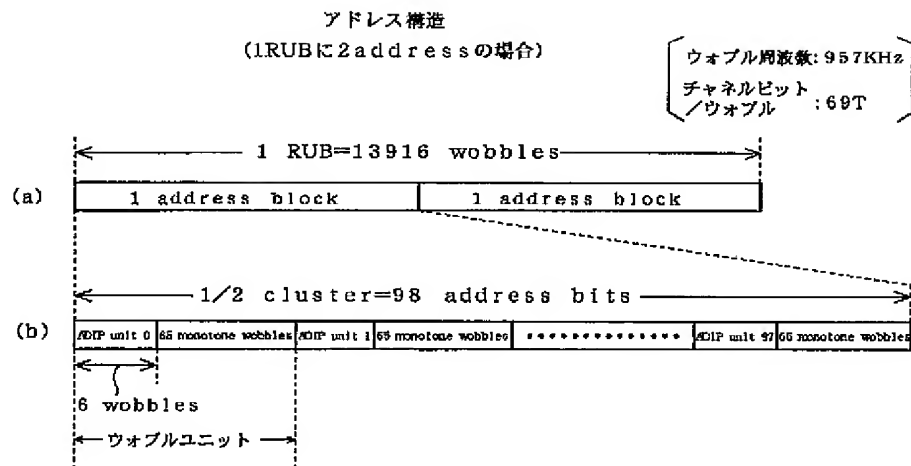 アドレス構造
(1RUBに2addressの場合)
ウォブル周波数:957KHz
チャネルビット
/ウォブル :69T
1 RUB=13916 wobbles
(a)
1 address block 1 address block
1/2 cluster=98 address bits
(b)
ADIP unit 0 65 monotone wobbles ADIP unit 1 65 monotone wobbles •••••••••••••• ADIP unit 97 65 monotone wobbles
6 wobbles
ウォブルユニット